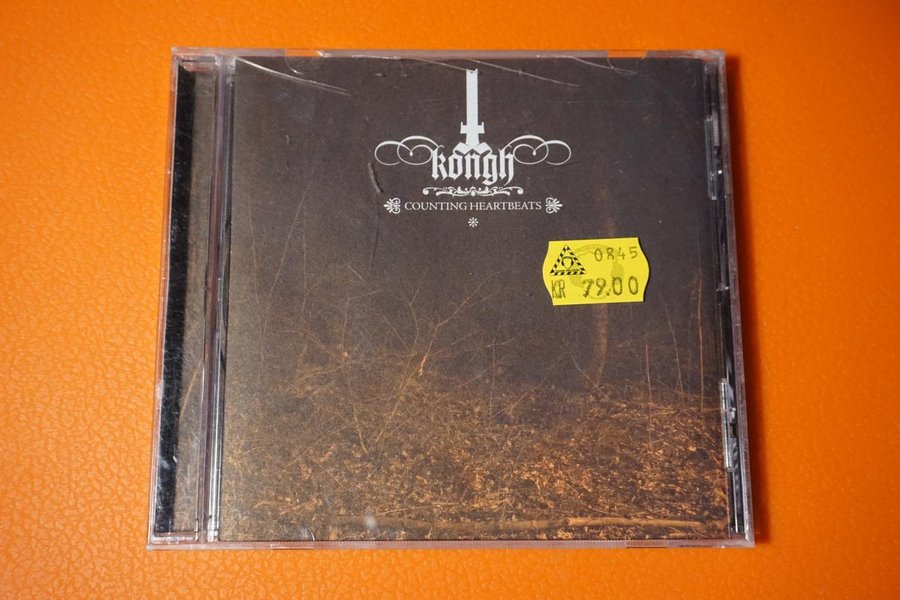 kongh
COUNTING HEARTBEATS
0845
KR 79.00